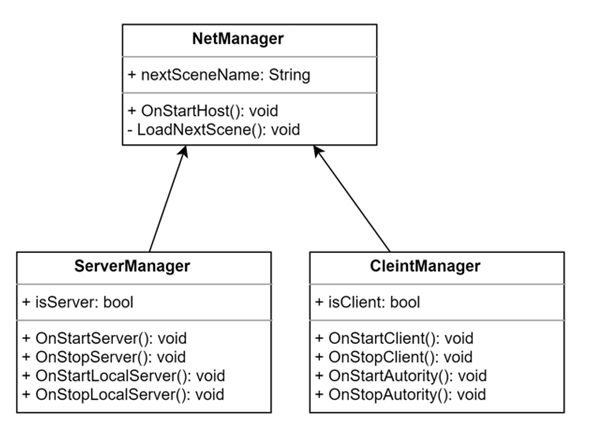 NetManager
+ nextSceneName: String
+ OnStartHost(): void
- LoadNextScene(): void
ServerManager
+ isServer: bool
+ OnStartServer(): void
+ OnStopServer(): void
+ OnStartLocalServer(): void
+ OnStopLocalServer(): void
CleintManager
+ isClient: bool
+ OnStartClient(): void
+ OnStopClient(): void
+ OnStartAutority(): void
+ OnStopAutority(): void